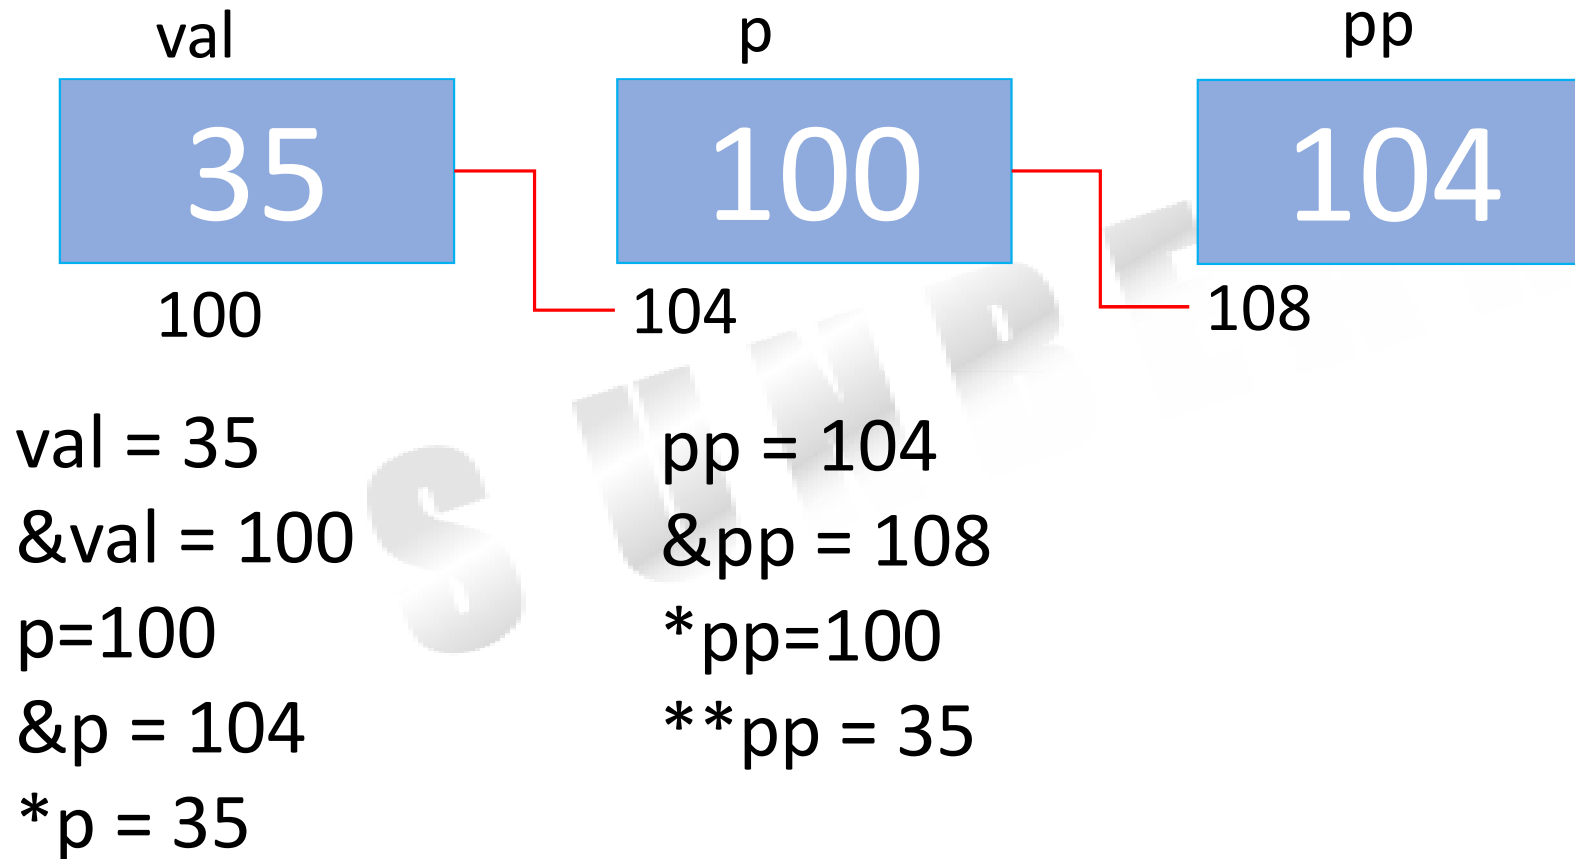 val
p
pp
35
100
104
100
104
108
val = 35
&val = 100
p=100
&p = 104
*p = 35
pp = 104
&pp = 108
*pp=100
**pp = 35